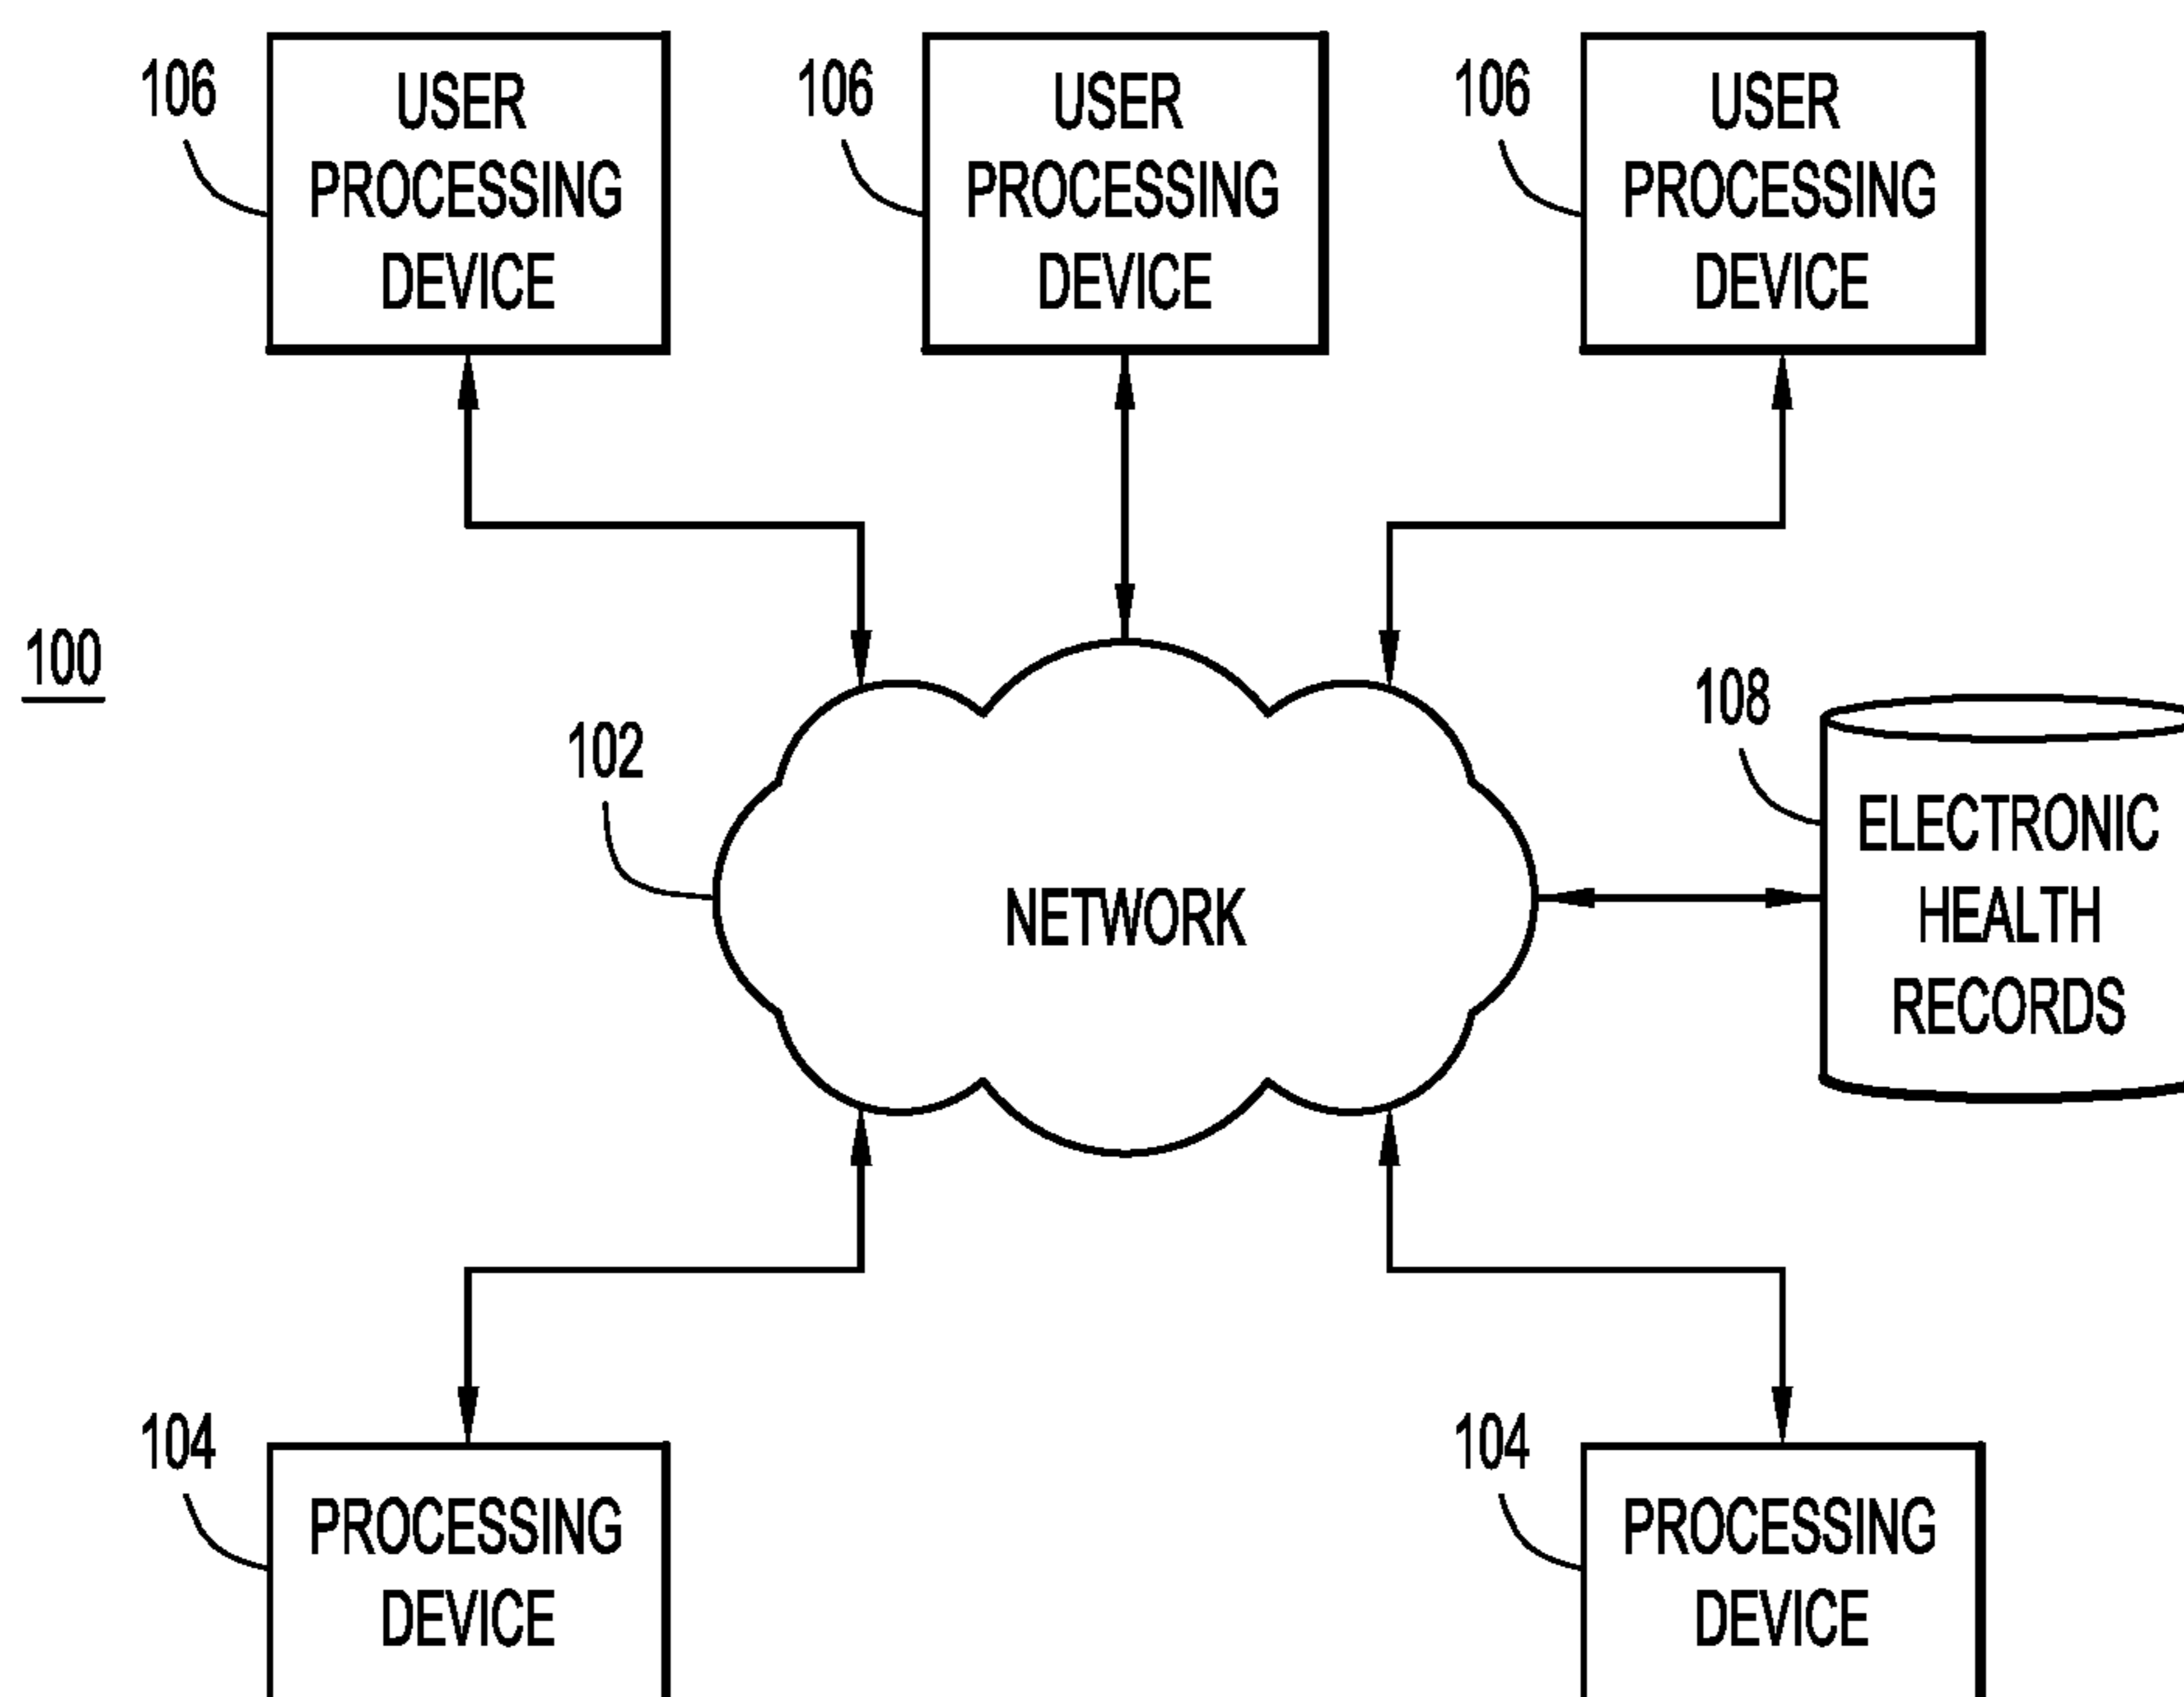 106
USER
PROCESSING
DEVICE
106
USER
PROCESSING
DEVICE
106
USER
PROCESSING
DEVICE
100
102
NETWORK
108
ELECTRONIC
HEALTH
RECORDS
104
PROCESSING
DEVICE
104
PROCESSING
DEVICE